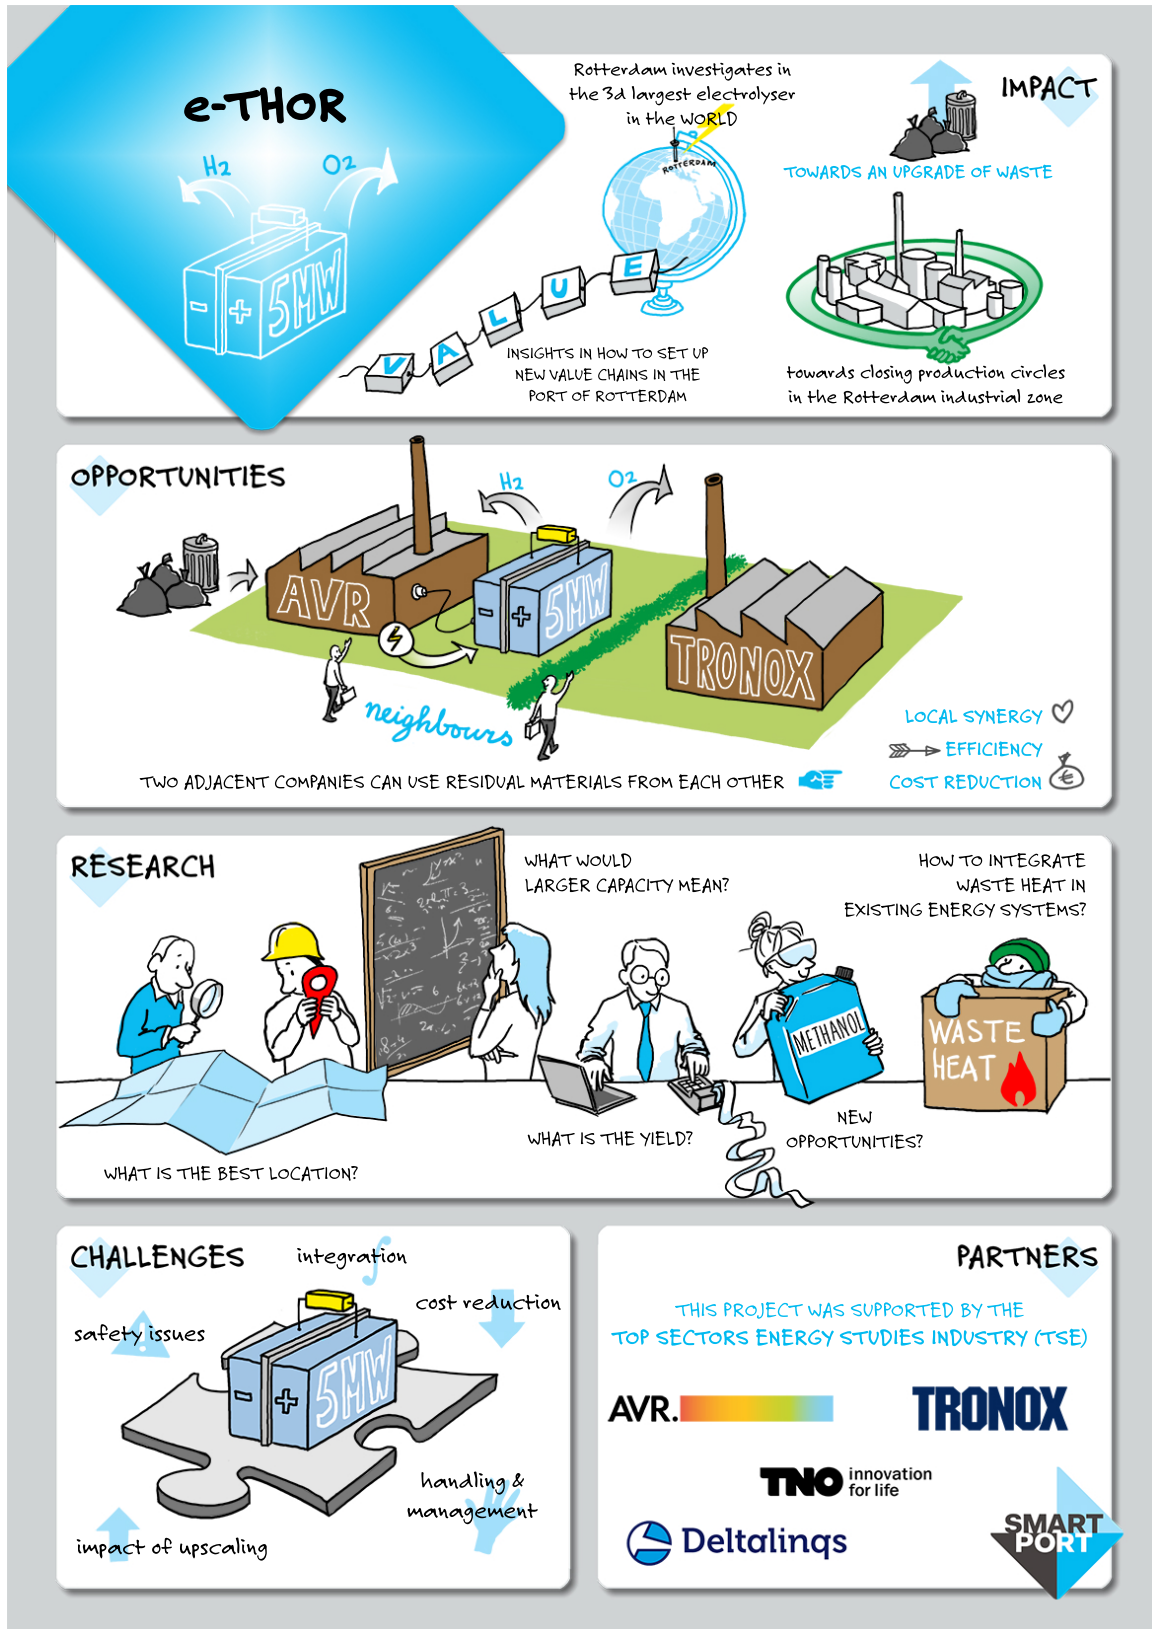 e-THOR
H2
O2
- + 5MW
Rotterdam investigates in
the 3d largest electrolyser
in the WORLD
ROTTERDAM
VALUE
INSIGHTS IN HOW TO SET UP
NEW VALUE CHAINS IN THE
PORT OF ROTTERDAM
IMPACT
TOWARDS AN UPGRADE OF WASTE
towards closing production circles
in the Rotterdam industrial zone
OPPORTUNITIES
H2
O2
AVR
- + 5MW
TRONOX
neighbours
LOCAL SYNERGY
EFFICIENCY
COST REDUCTION
€
TWO ADJACENT COMPANIES CAN USE RESIDUAL MATERIALS FROM EACH OTHER
RESEARCH
WHAT WOULD
LARGER CAPACITY MEAN?
HOW TO INTEGRATE
WASTE HEAT IN
EXISTING ENERGY SYSTEMS?
METHANOL
WASTE
HEAT
WHAT IS THE BEST LOCATION?
WHAT IS THE YIELD?
NEW
OPPORTUNITIES?
CHALLENGES
integration
cost reduction
safety issues
- + 5MW
handling &
management
impact of upscaling
PARTNERS
THIS PROJECT WAS SUPPORTED BY THE
TOP SECTORS ENERGY STUDIES INDUSTRY (TSE)
AVR.
TRONOX
TNO innovation
for life
Deltalinqs
SMART
PORT